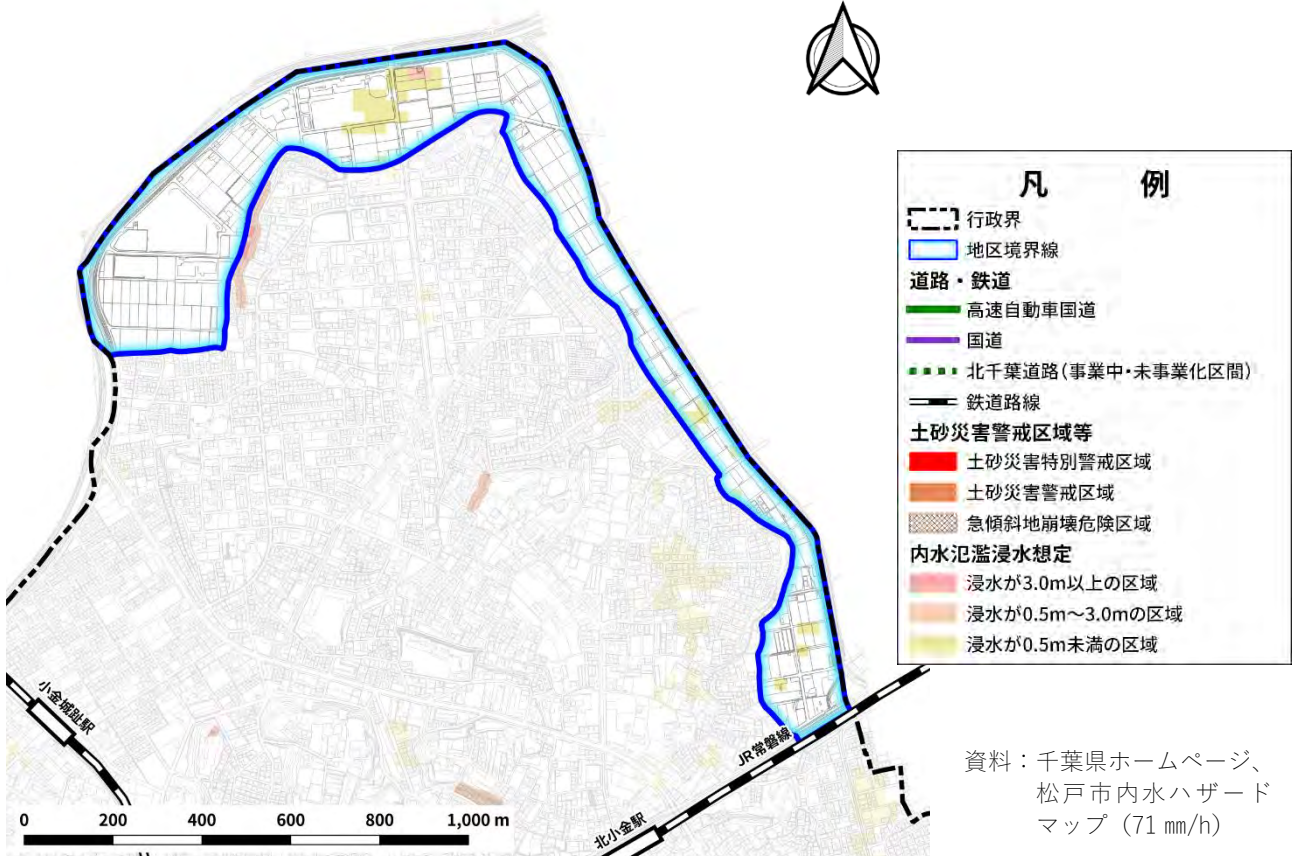 凡 例
行政界
地区境界線
道路・鉄道
高速自動車国道
国道
北千葉道路(事業中・未事業化区間)
鉄道路線
土砂災害警戒区域等
土砂災害特別警戒区域
土砂災害警戒区域
急傾斜地崩壊危険区域
内水氾濫浸水想定
浸水が3.0m以上の区域
浸水が0.5m～3.0mの区域
浸水が0.5m未満の区域
小金城趾駅
JR常磐線
北小金駅
0 200 400 600 800 1,000 m
資料：千葉県ホームページ、
松戸市内水ハザード
マップ（71 mm/h）